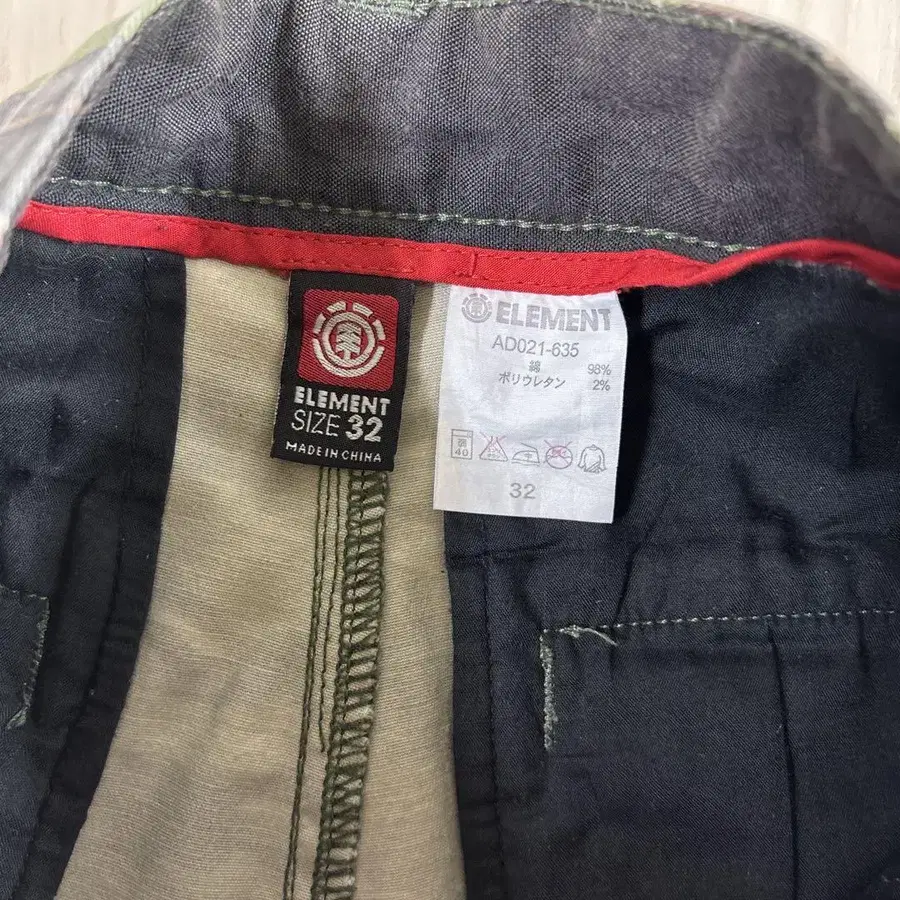 ELEMENT
SIZE 32
MADE IN CHINA
ELEMENT
AD021-635
綿 98%
ポリウレタン 2%
40
32